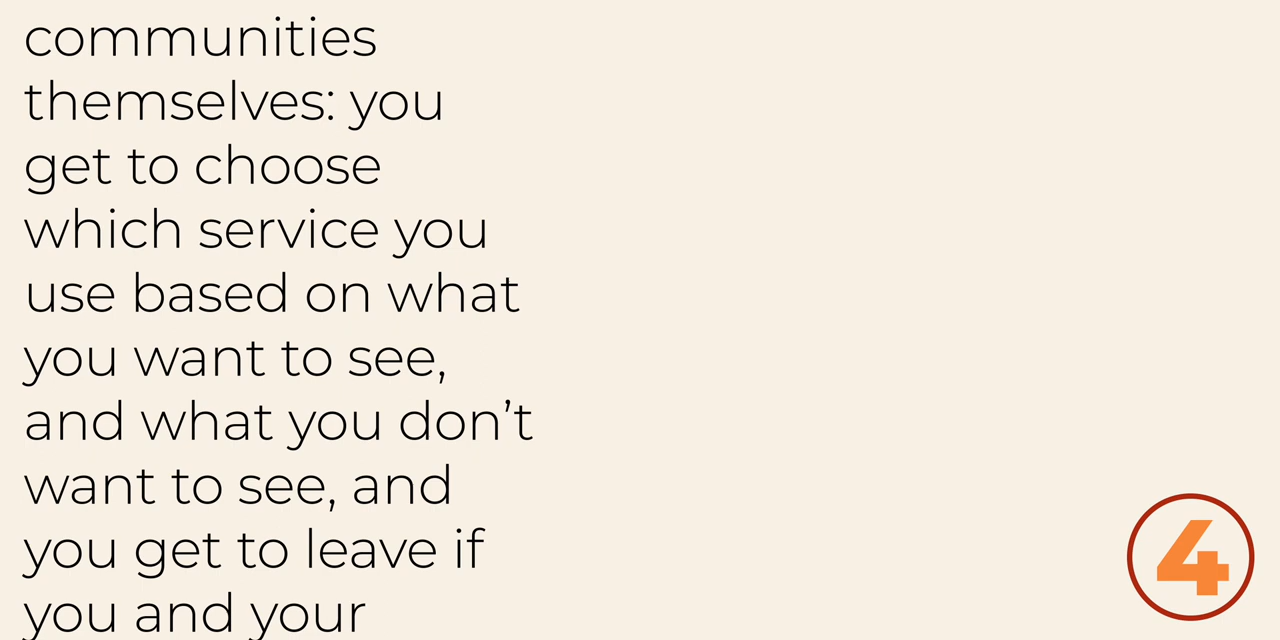 communities
themselves: you
get to choose
which service you
use based on what
you want to see,
and what you don’t
want to see, and
you get to leave if
you and your
4